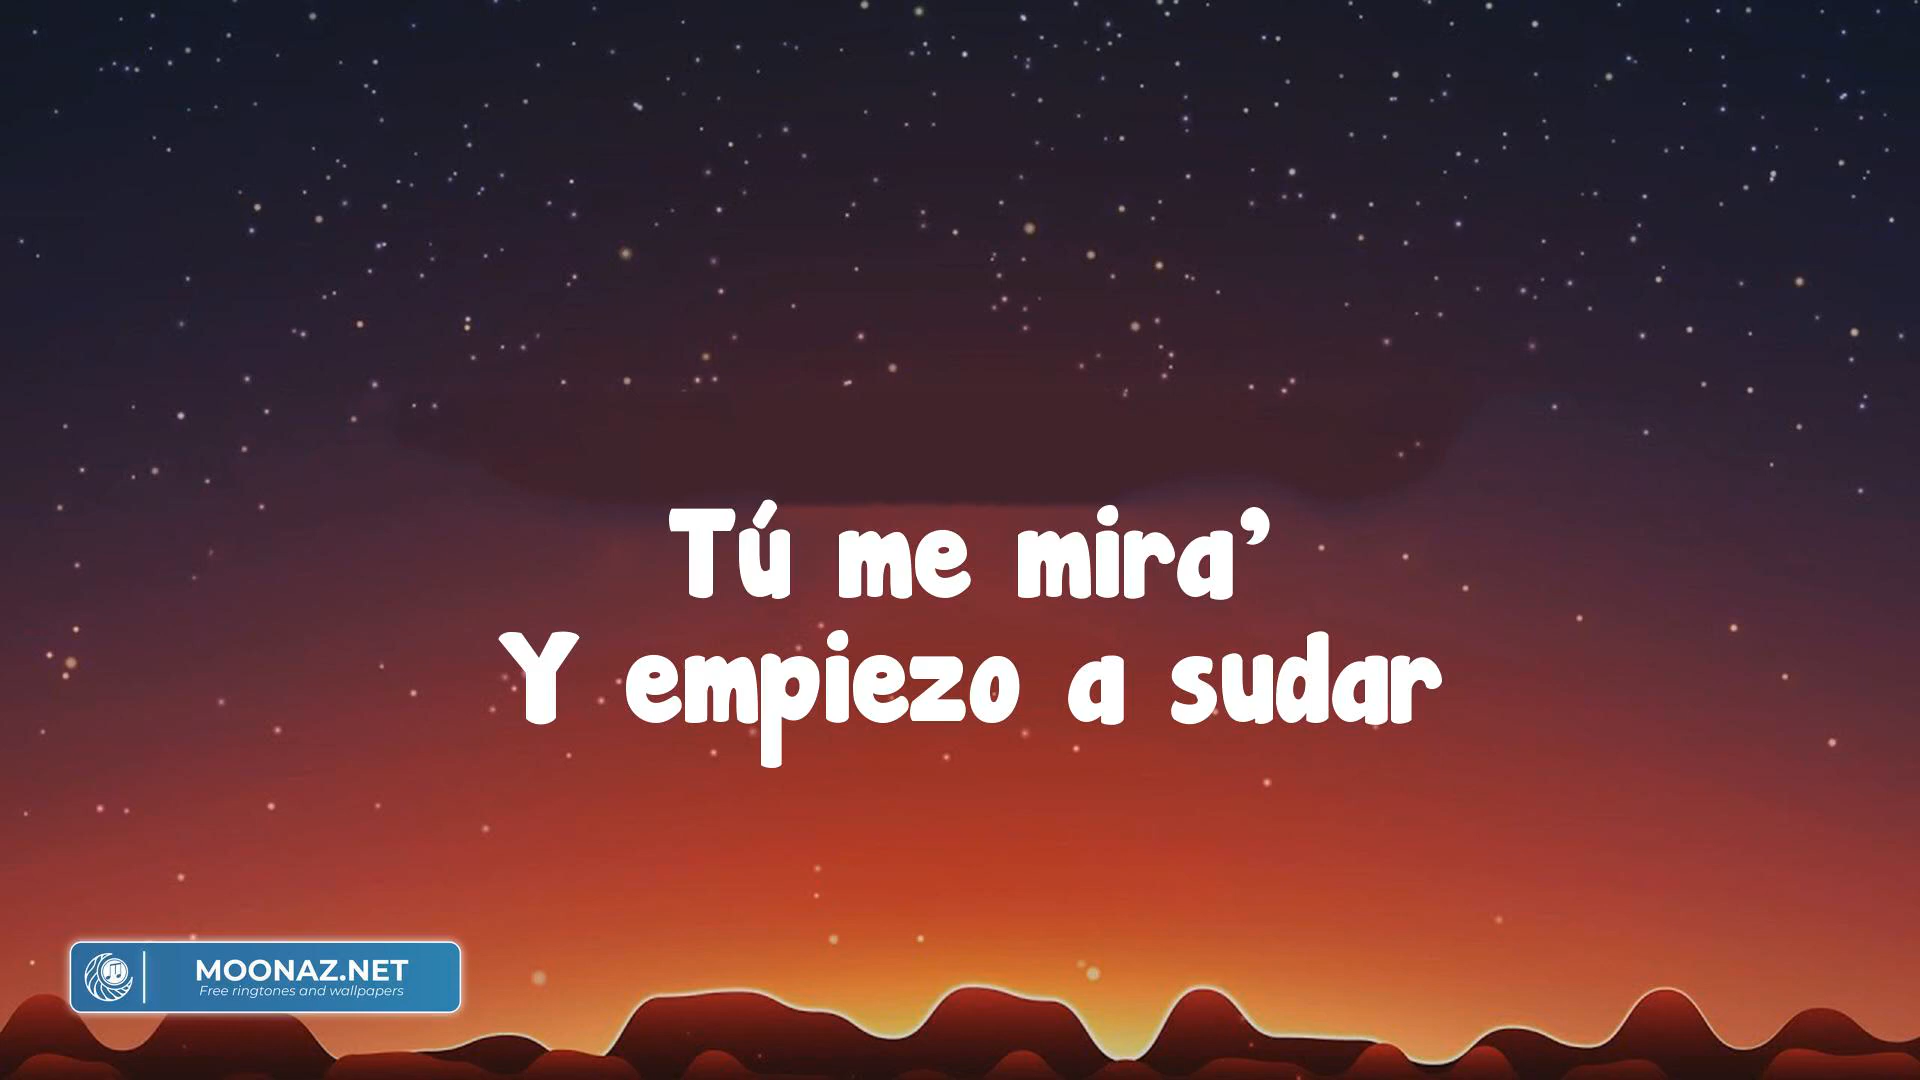 Tú me mira’
Y empiezo a sudar
MOONAZ.NET
Free ringtones and wallpapers